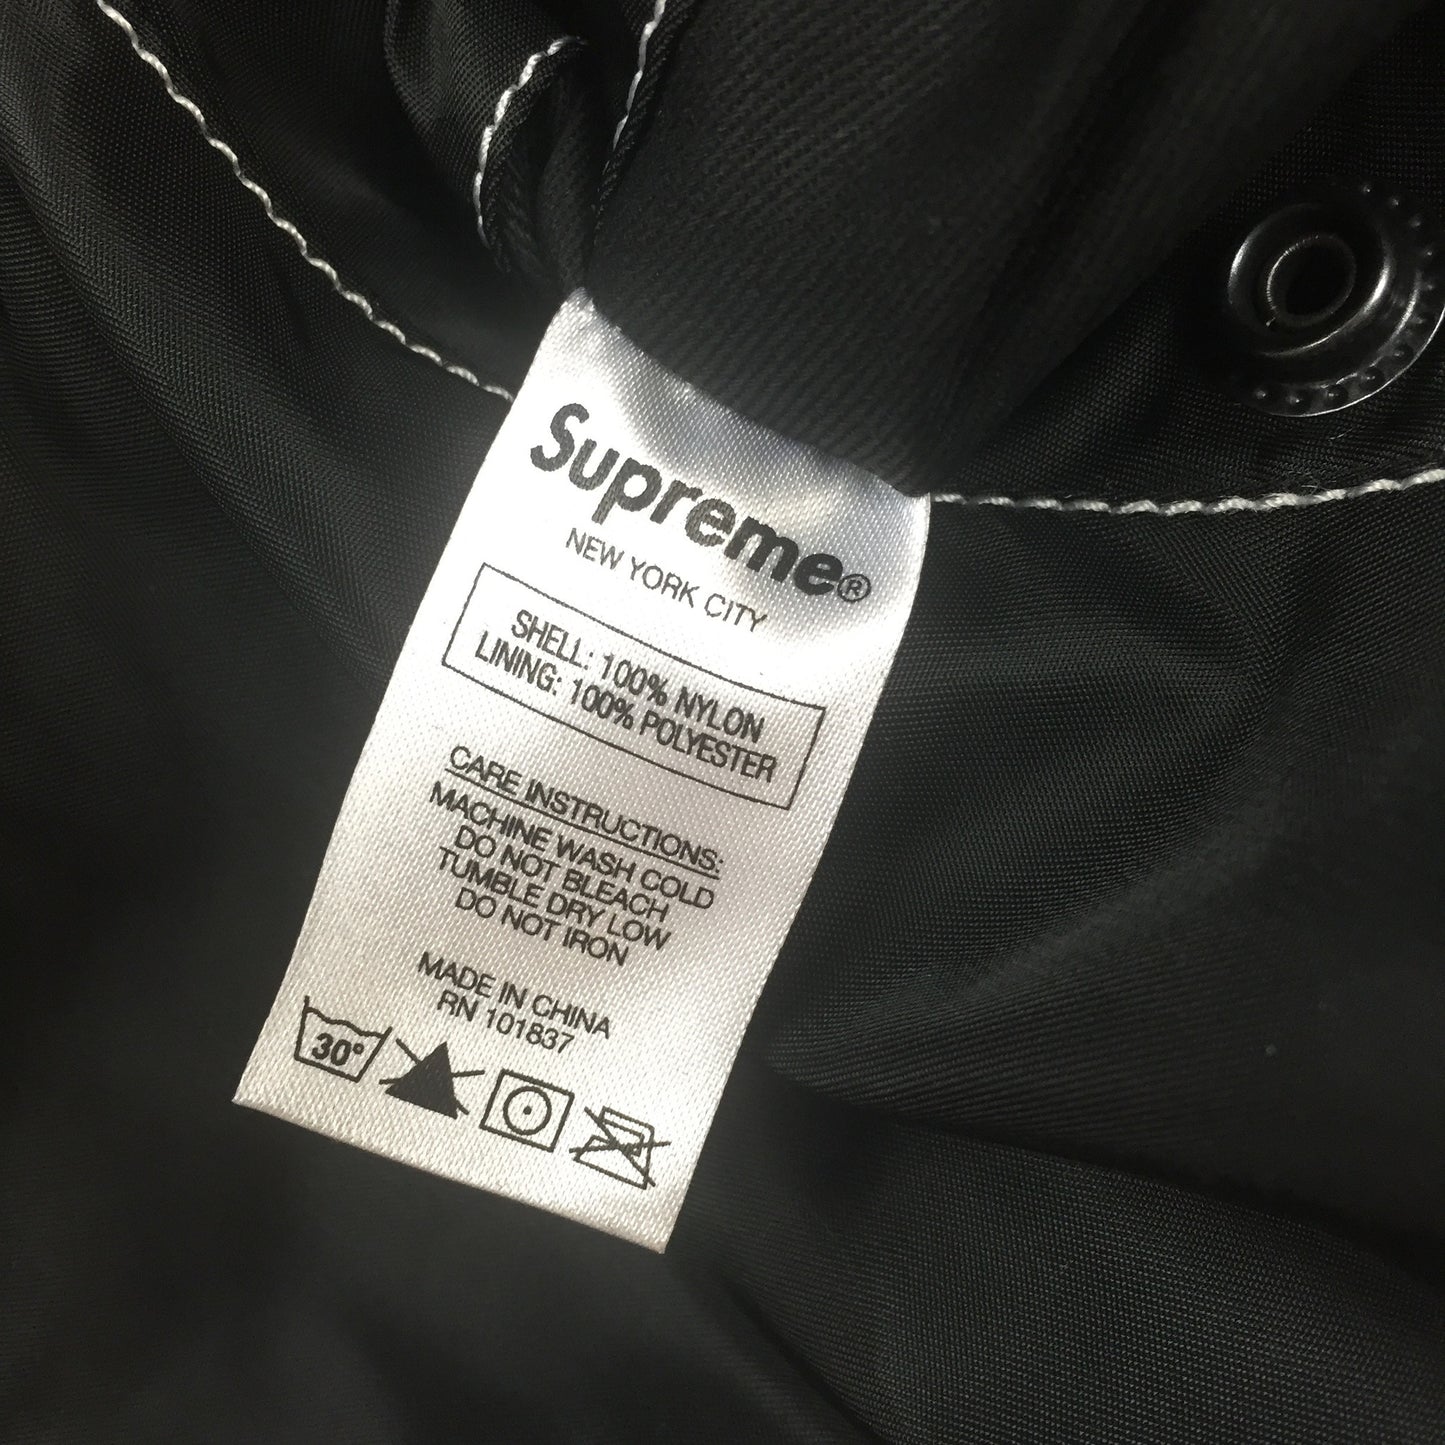 Supreme®
NEW YORK CITY
SHELL: 100% NYLON
LINING: 100% POLYESTER
CARE INSTRUCTIONS:
MACHINE WASH COLD
DO NOT BLEACH
TUMBLE DRY LOW
DO NOT IRON
MADE IN CHINA
RN 101837
30°